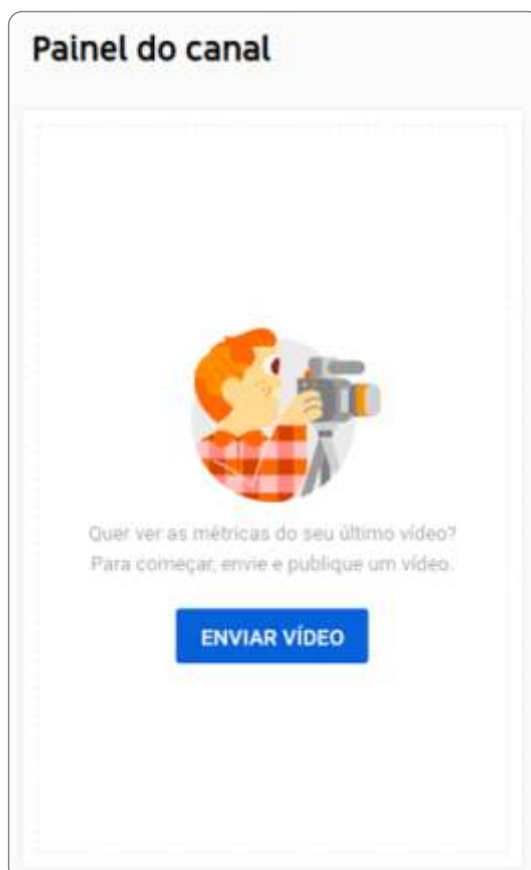 Painel do canal
Quer ver as métricas do seu último vídeo?
Para começar, envie e publique um vídeo.
ENVIAR VÍDEO